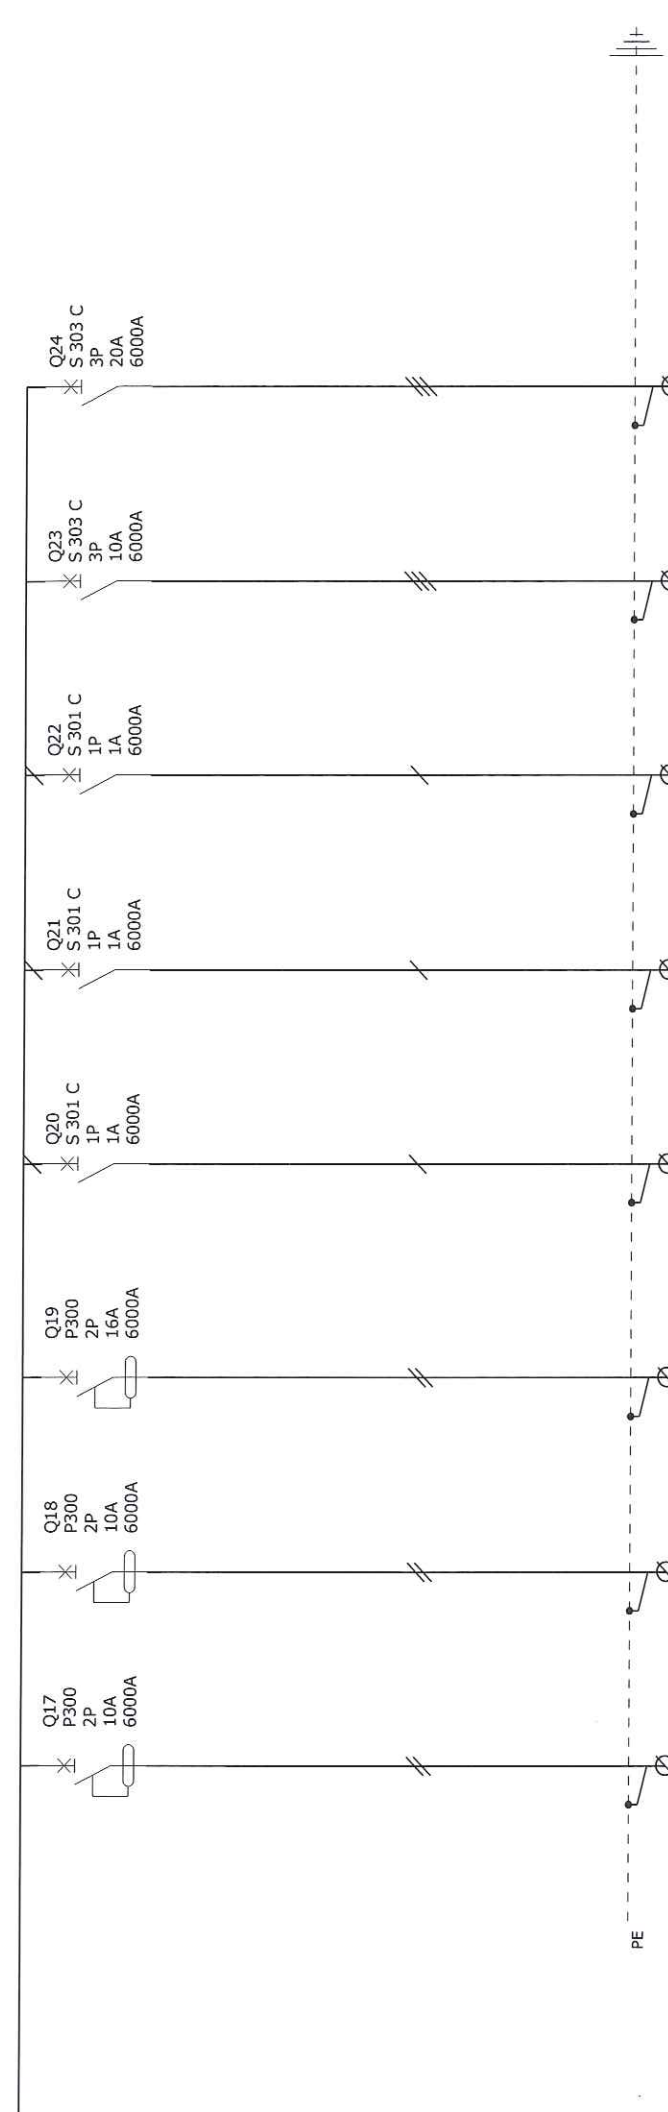 Q24
S 303 C
3P
20A
6000A
Q23
S 303 C
3P
10A
6000A
Q22
S 301 C
1P
1A
6000A
Q21
S 301 C
1P
1A
6000A
Q20
S 301 C
1P
1A
6000A
Q19
P300
2P
16A
6000A
Q18
P300
2P
10A
6000A
Q17
P300
2P
10A
6000A
PE